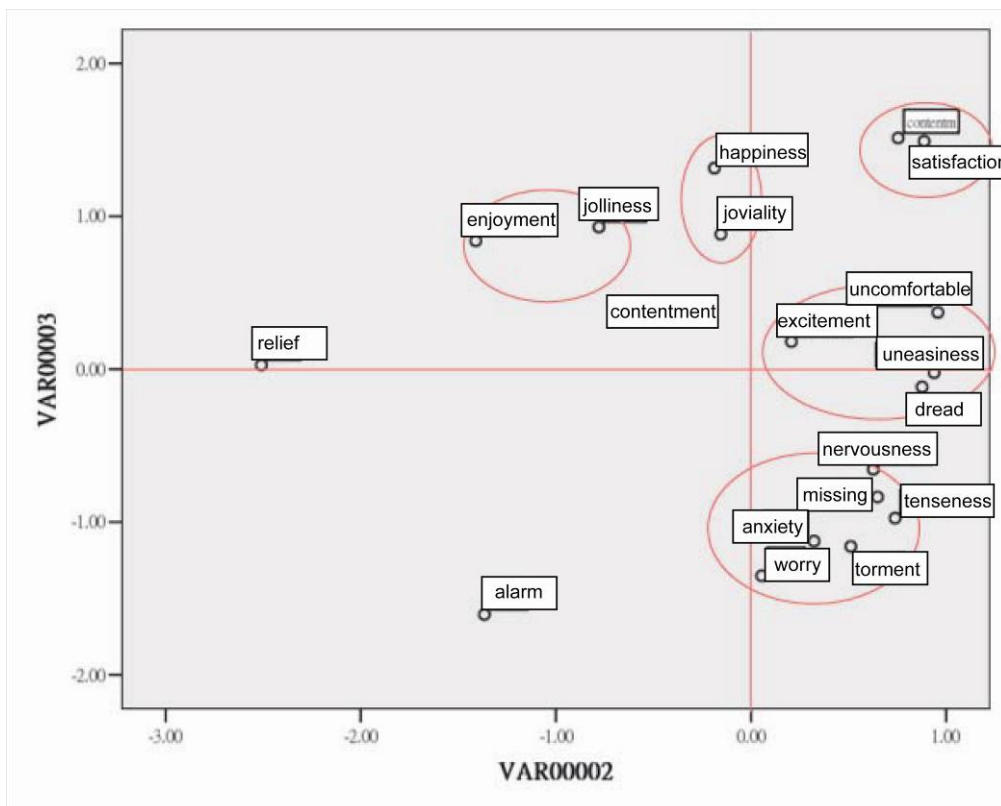 2.00
contentm
satisfaction
happiness
jolliness
joviality
enjoyment
1.00
uncomfortable
contentment
excitement
relief
uneasiness
0.00
dread
VAR00003
nervousness
missing
tenseness
-1.00
anxiety
worry
torment
alarm
-2.00
-3.00
-2.00
-1.00
0.00
1.00
VAR00002